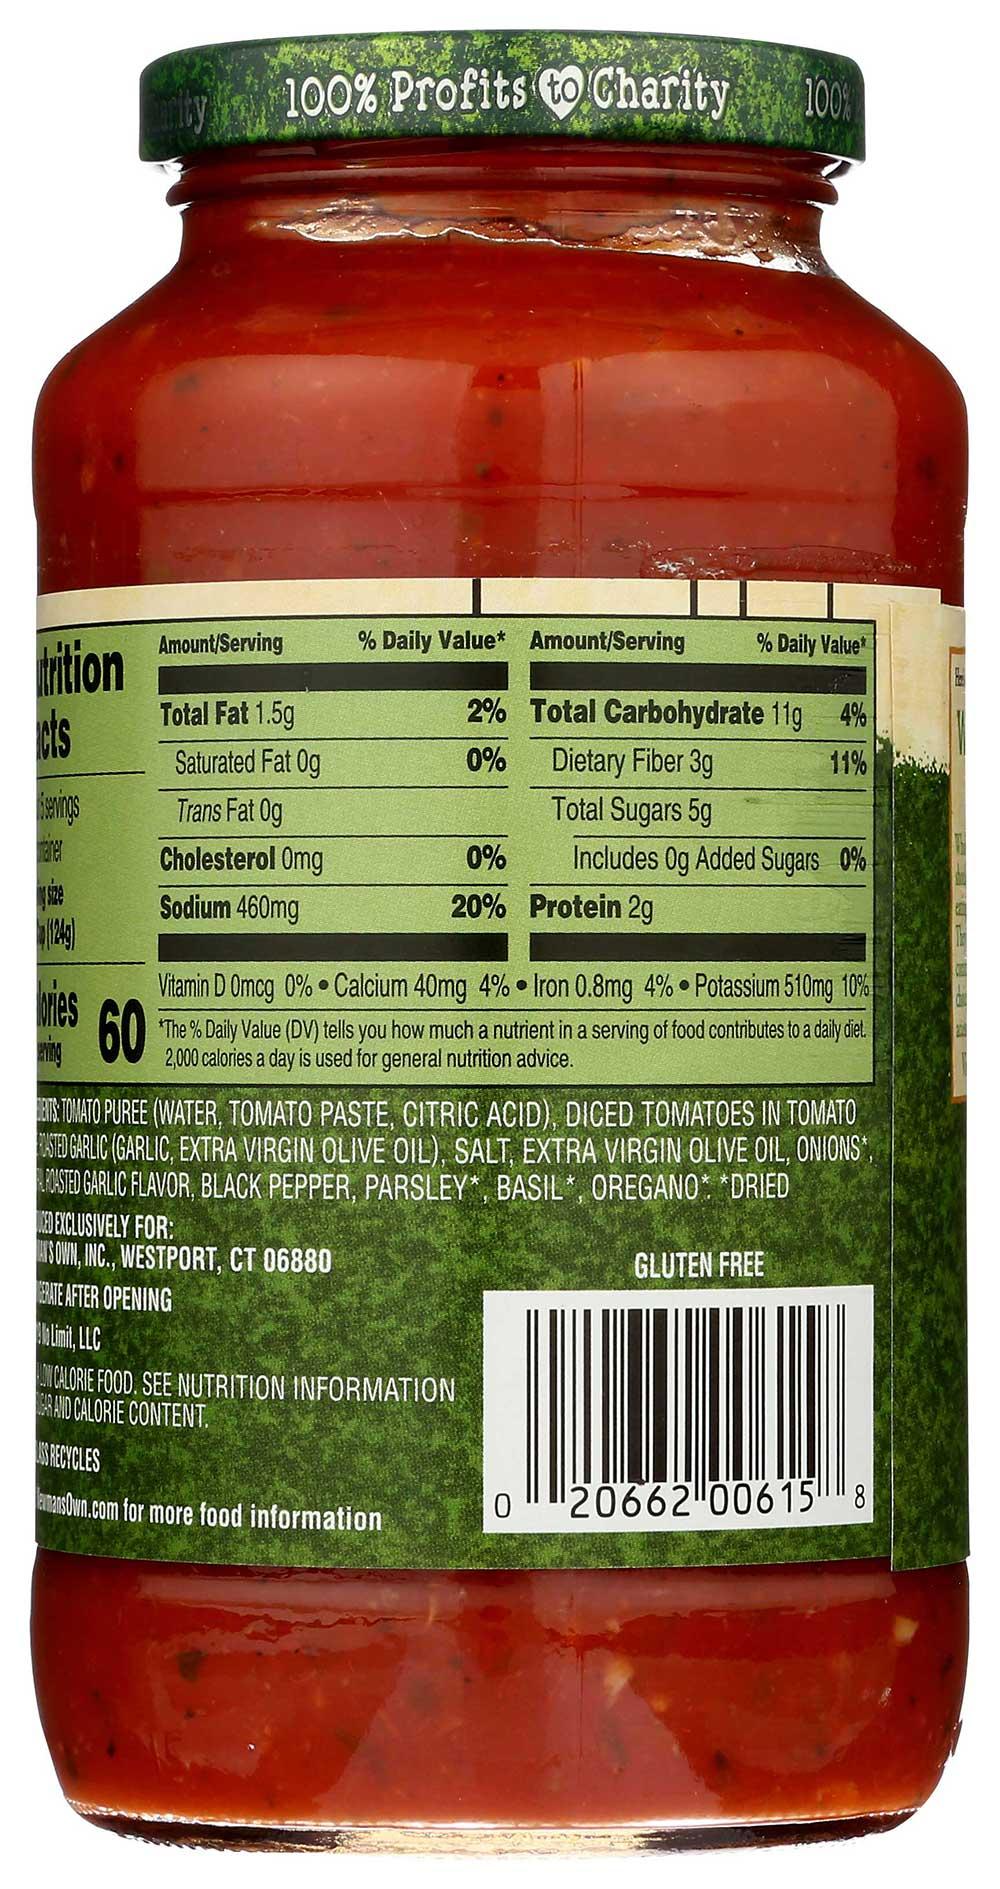 100% Profits to Charity
100%
Amount/Serving % Daily Value* Amount/Serving % Daily Value*
Total Fat 1.5g 2% Total Carbohydrate 11g 4%
Saturated Fat 0g 0% Dietary Fiber 3g 11%
Trans Fat 0g Total Sugars 5g
Cholesterol 0mg 0% Includes 0g Added Sugars 0%
Sodium 460mg 20% Protein 2g
5 servings
size
(124g)
60
Vitamin D 0mcg 0% • Calcium 40mg 4% • Iron 0.8mg 4% • Potassium 510mg 10%
*The % Daily Value (DV) tells you how much a nutrient in a serving of food contributes to a daily diet.
2,000 calories a day is used for general nutrition advice.
TOMATO PUREE (WATER, TOMATO PASTE, CITRIC ACID), DICED TOMATOES IN TOMATO
ROASTED GARLIC (GARLIC, EXTRA VIRGIN OLIVE OIL), SALT, EXTRA VIRGIN OLIVE OIL, ONIONS*,
ROASTED GARLIC FLAVOR, BLACK PEPPER, PARSLEY*, BASIL*, OREGANO*. *DRIED
EXCLUSIVELY FOR:
OWN, INC., WESTPORT, CT 06880
AFTER OPENING
No Limit, LLC
LOW CALORIE FOOD. SEE NUTRITION INFORMATION
AND CALORIE CONTENT.
RECYCLES
NewmansOwn.com for more food information
GLUTEN FREE
0 20662 00615 8